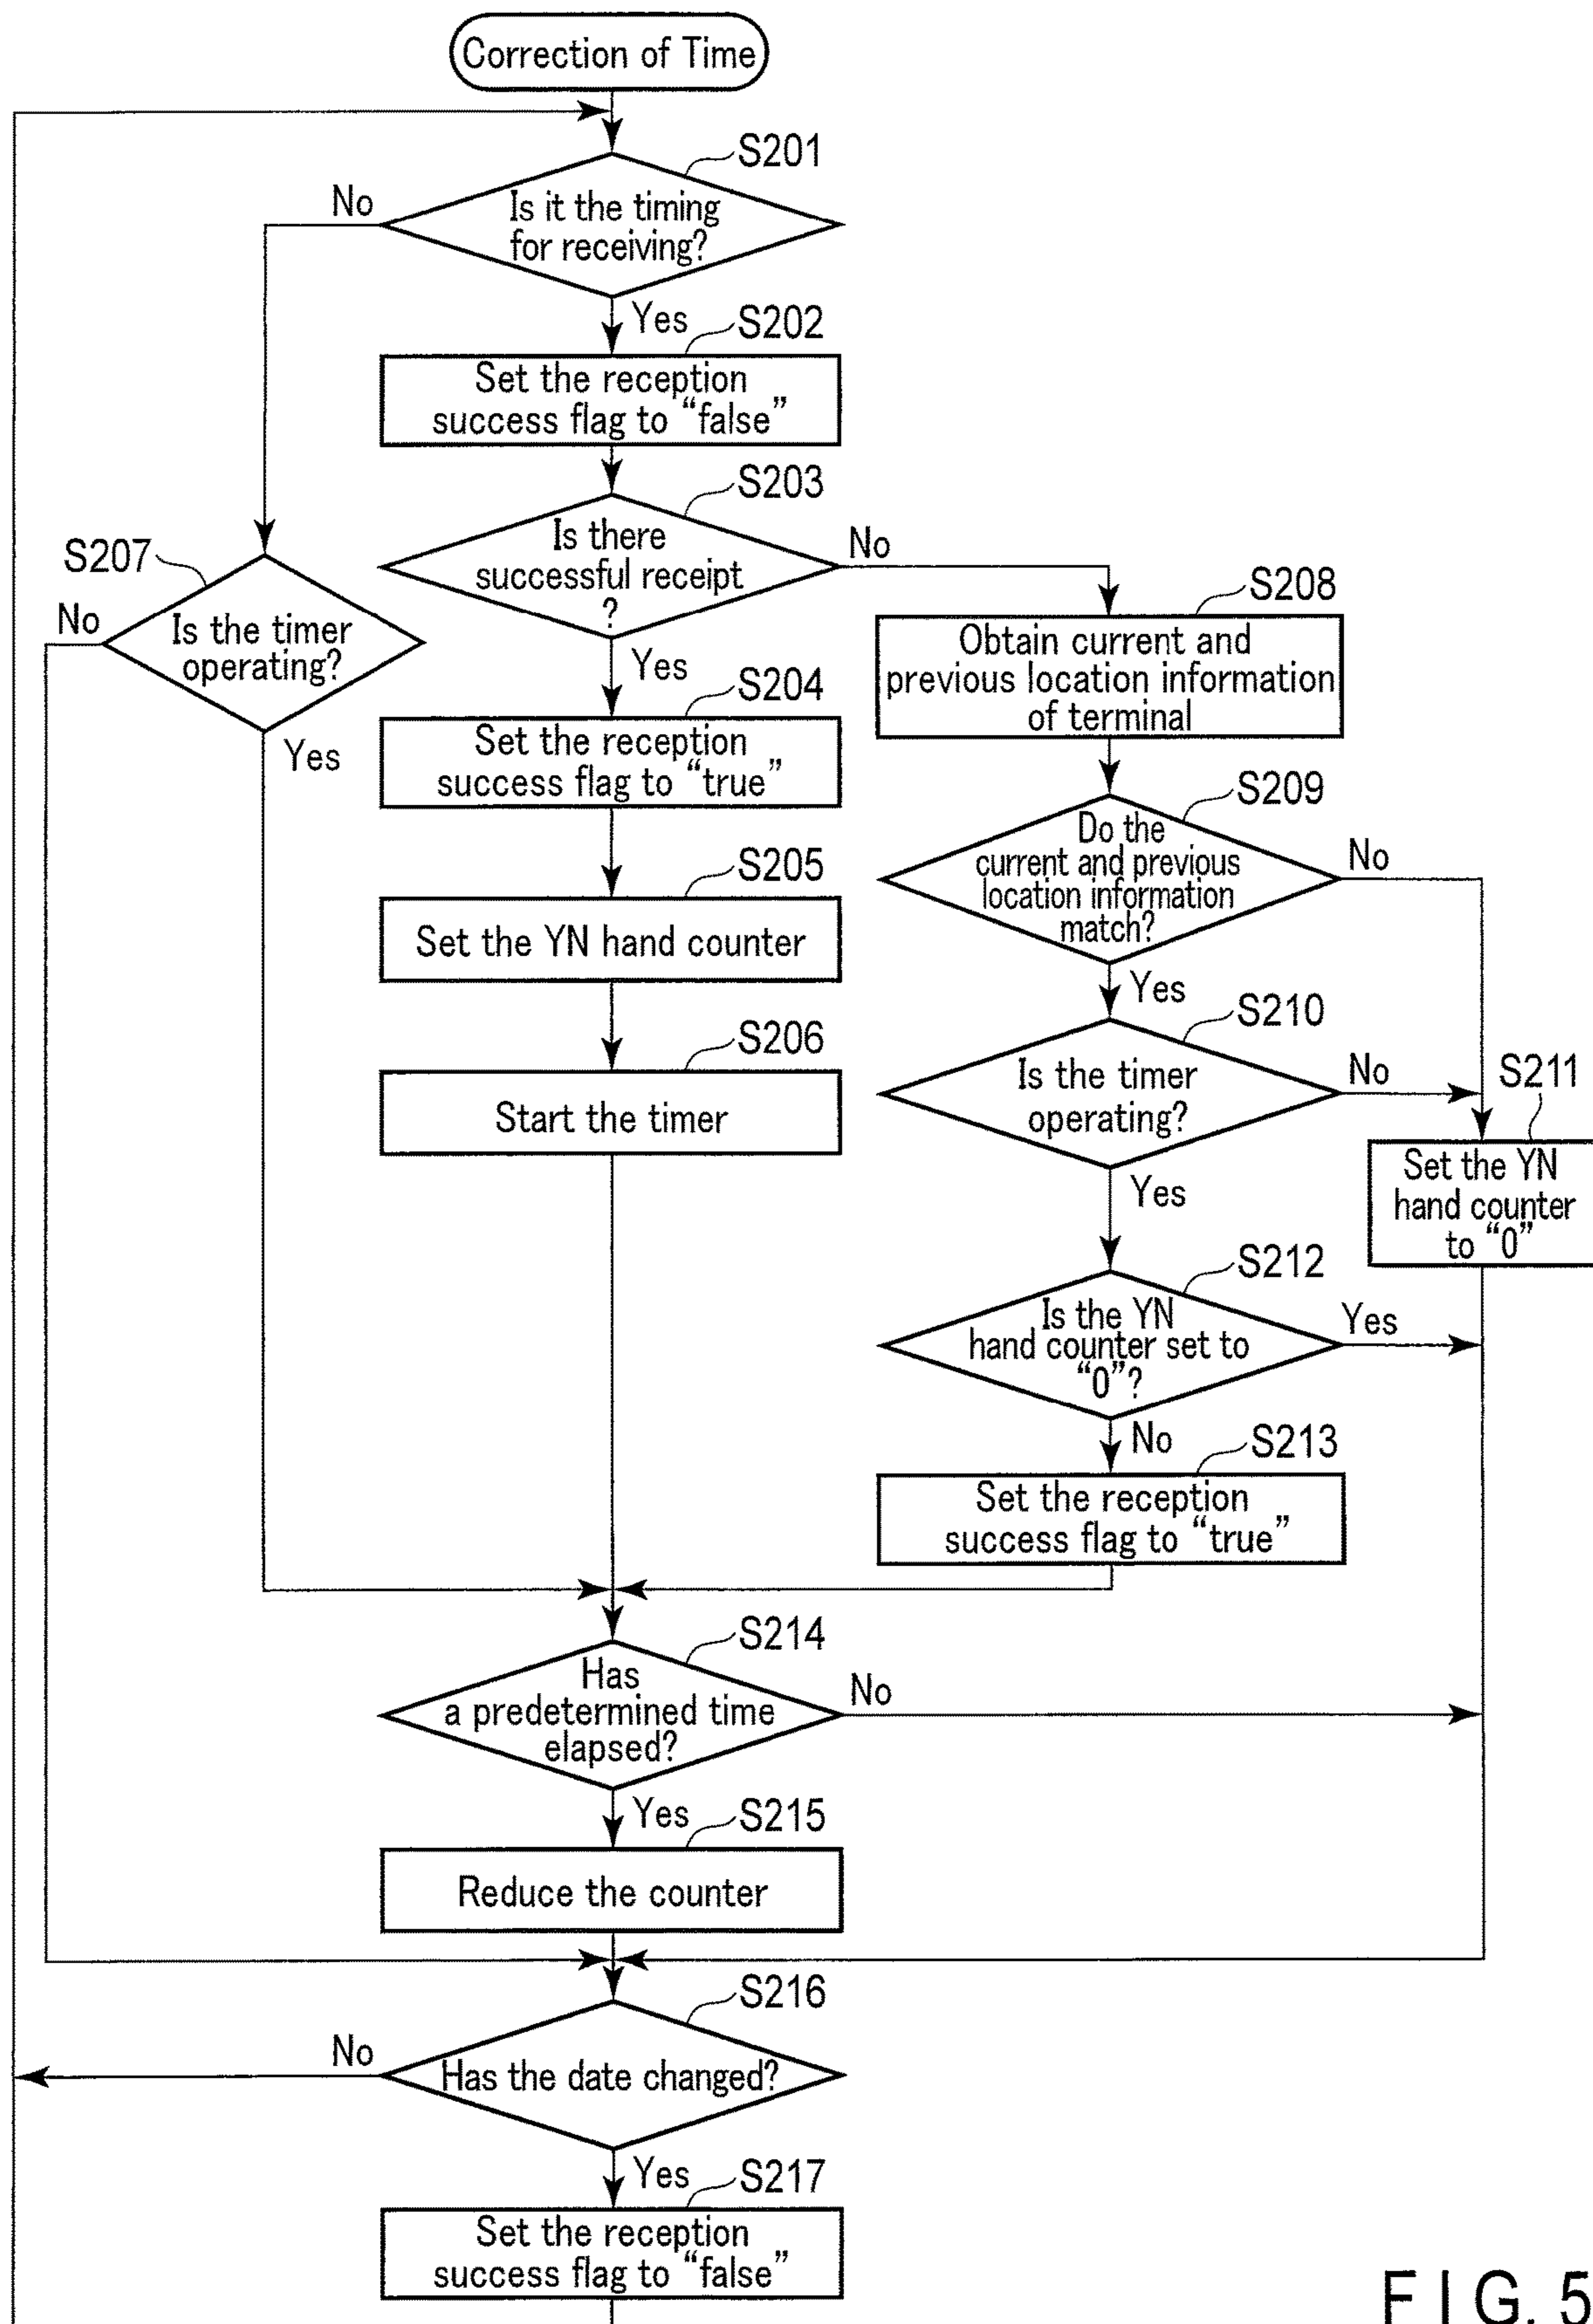 Correction of Time
S201
No
Is it the timing
for receiving?
Yes
S202
Set the reception
success flag to “false”
S203
Is there
successful receipt
?
No
Yes
S207
No
Is the timer
operating?
Yes
S204
Set the reception
success flag to “true”
S205
Set the YN hand counter
S206
Start the timer
S208
Obtain current and
previous location information
of terminal
S209
Do the
current and previous
location information
match?
No
Yes
S210
Is the timer
operating?
No
Yes
S211
Set the YN
hand counter
to “0”
S212
Is the YN
hand counter set to
“0”?
Yes
No
S213
Set the reception
success flag to “true”
S214
Has
a predetermined time
elapsed?
No
Yes
S215
Reduce the counter
S216
No
Has the date changed?
Yes
S217
Set the reception
success flag to “false”
FIG. 5